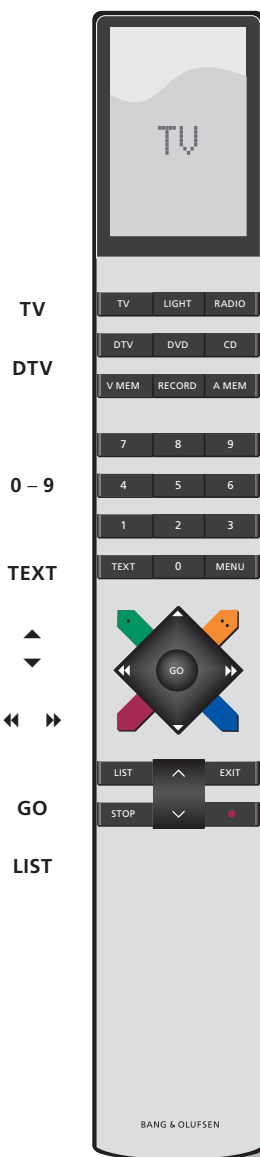 TV
TV LIGHT RADIO
TV
DTV DVD CD
DTV
V MEM RECORD A MEM
7 8 9
0 – 9
4 5 6
1 2 3
TEXT 0 MENU
TEXT
GO
LIST EXIT
GO
STOP
LIST
BANG & OLUFSEN